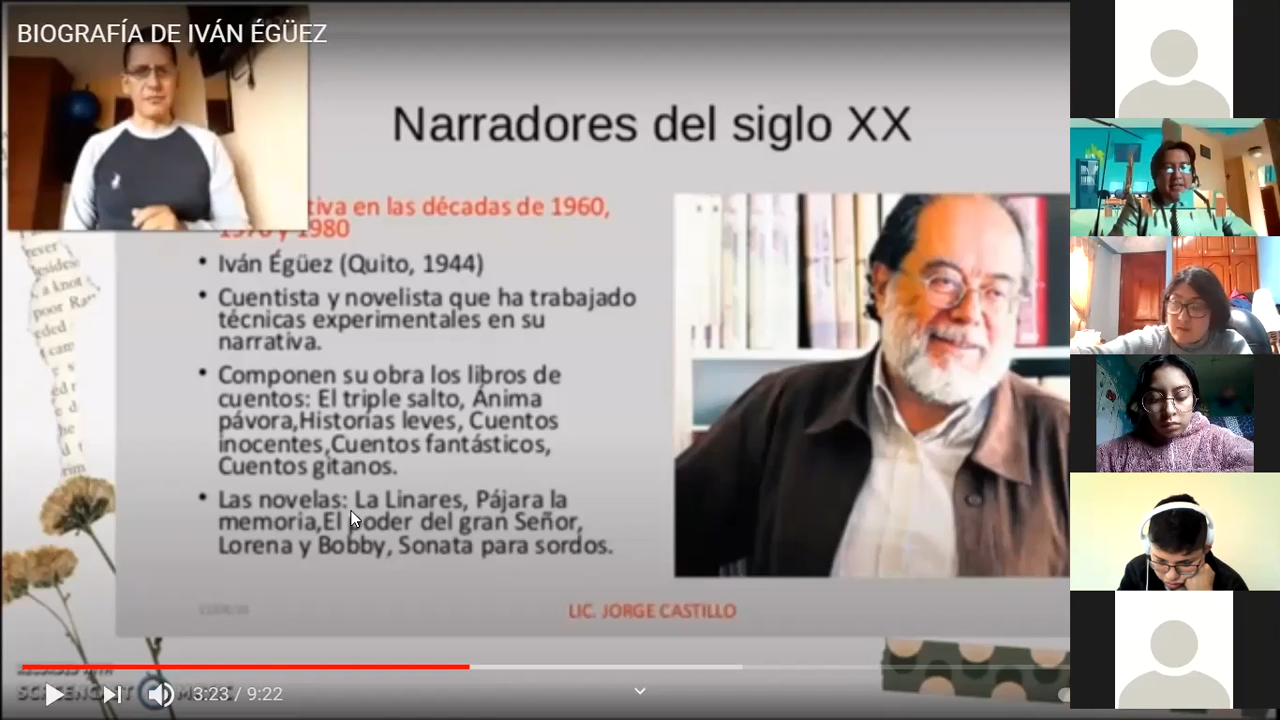 BIOGRAFÍA DE IVÁN ÉGÜEZ
Narradores del siglo XX
en las décadas de 1960,
y 1980
• Iván Égüez (Quito, 1944)
• Cuentista y novelista que ha trabajado
técnicas experimentales en su
narrativa.
• Componen su obra los libros de
cuentos: El triple salto, Ánima
pávora,Historias leves, Cuentos
inocentes,Cuentos fantásticos,
Cuentos gitanos.
• Las novelas: La Linares, Pájara la
memoria,El poder del gran Señor,
Lorena y Bobby, Sonata para sordos.
LIC. JORGE CASTILLO
3:23 / 9:22